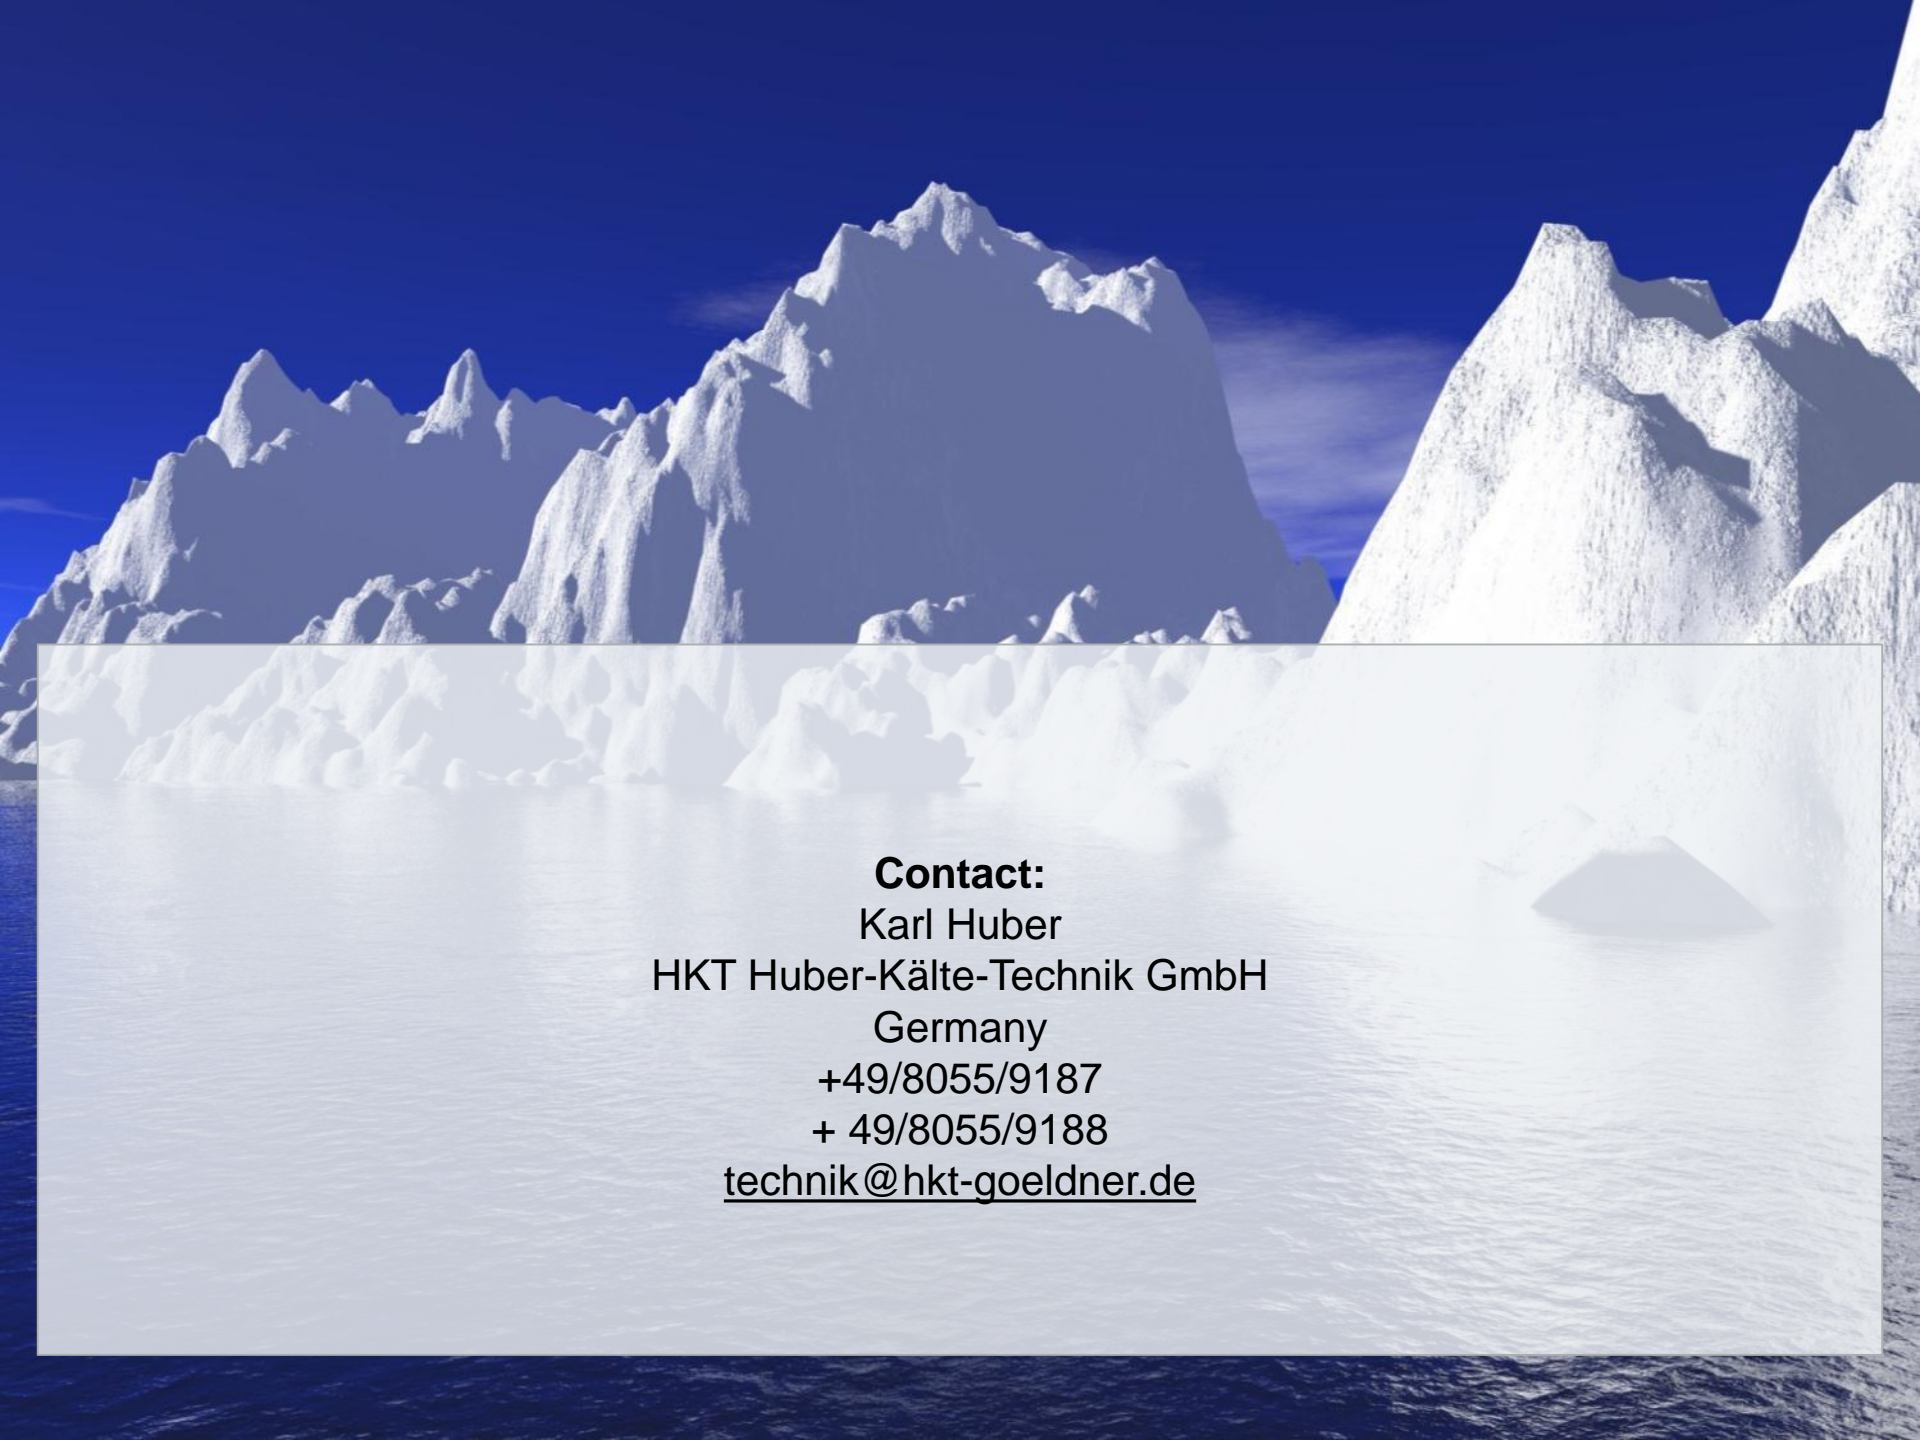 Contact:
Karl Huber
HKT Huber-Kälte-Technik GmbH
Germany
+49/8055/9187
+ 49/8055/9188
technik@hkt-goeldner.de